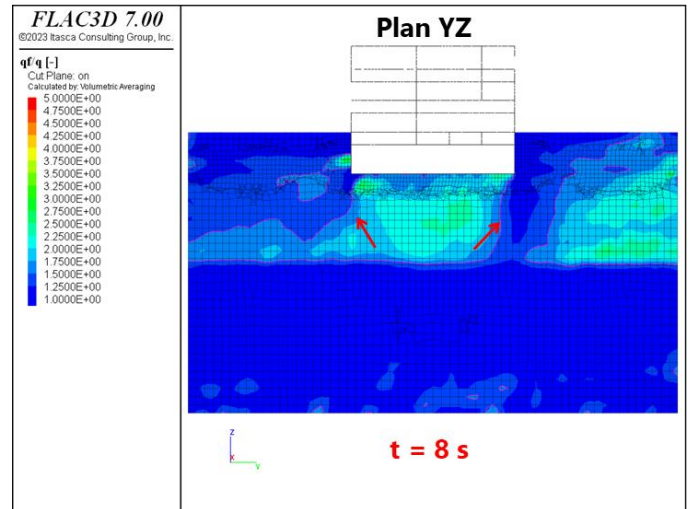 FLAC3D 7.00
©2023 Itasca Consulting Group, Inc.
qf/q [-]
Cut Plane: on
Calculated by: Volumetric Averaging
5.0000E+00
4.7500E+00
4.5000E+00
4.2500E+00
4.0000E+00
3.7500E+00
3.5000E+00
3.2500E+00
3.0000E+00
2.7500E+00
2.5000E+00
2.2500E+00
2.0000E+00
1.7500E+00
1.5000E+00
1.2500E+00
1.0000E+00
Plan YZ
Z
X
Y
t = 8 s